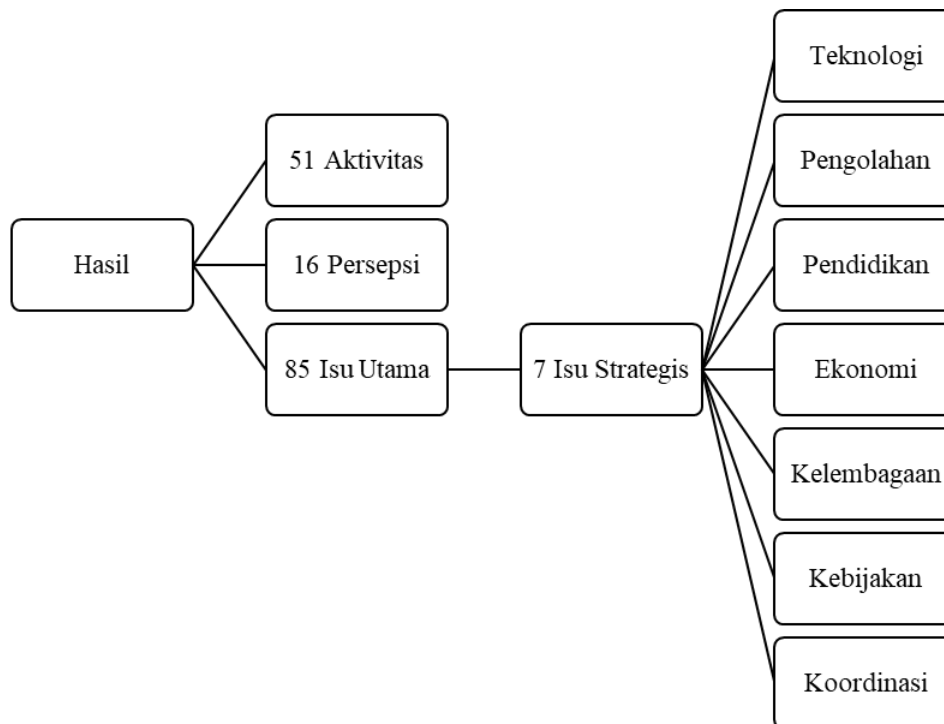 Hasil
51 Aktivitas
16 Persepsi
85 Isu Utama
7 Isu Strategis
Teknologi
Pengolahan
Pendidikan
Ekonomi
Kelembagaan
Kebijakan
Koordinasi